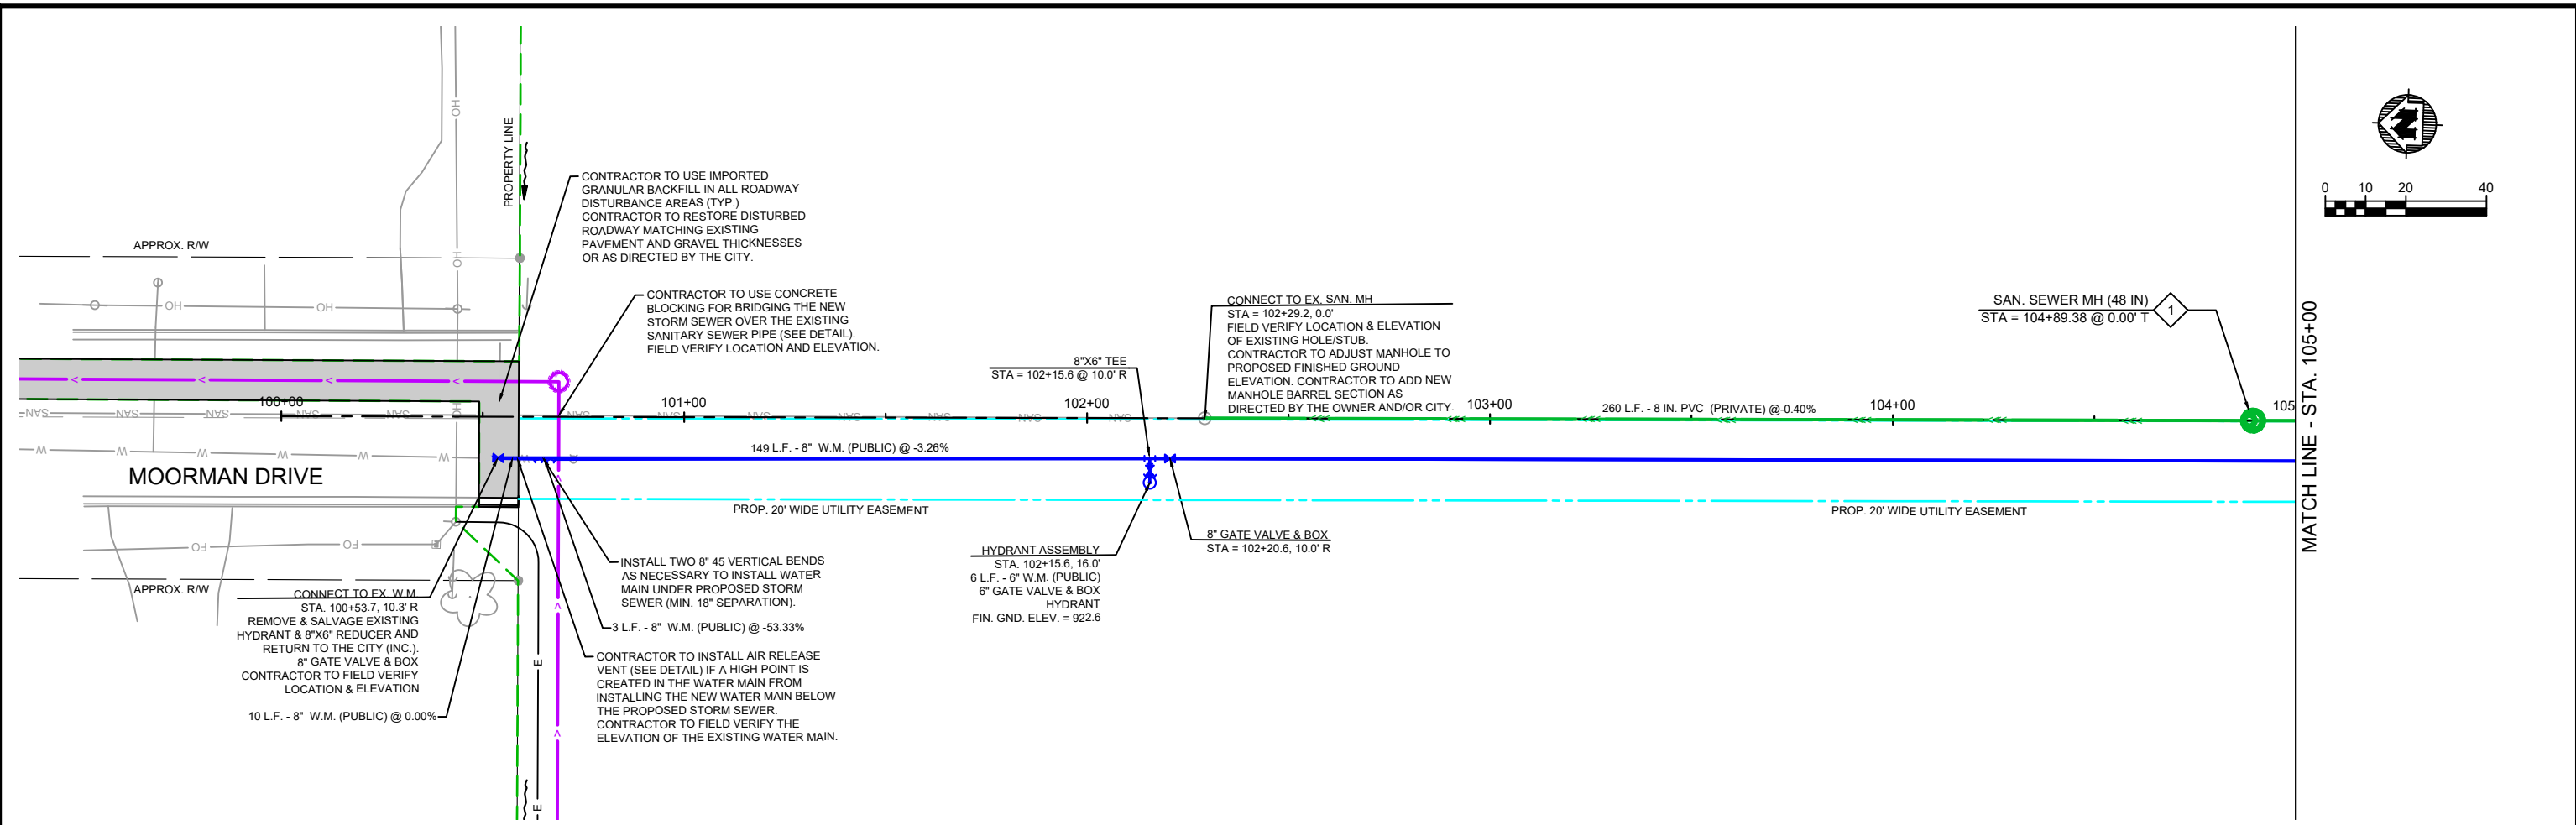 PROPERTY LINE
APPROX. R/W
CONTRACTOR TO USE IMPORTED
GRANULAR BACKFILL IN ALL ROADWAY
DISTURBANCE AREAS (TYP.)
CONTRACTOR TO RESTORE DISTURBED
ROADWAY MATCHING EXISTING
PAVEMENT AND GRAVEL THICKNESSES
OR AS DIRECTED BY THE CITY.
CONTRACTOR TO USE CONCRETE
BLOCKING FOR BRIDGING THE NEW
STORM SEWER OVER THE EXISTING
SANITARY SEWER PIPE (SEE DETAIL).
FIELD VERIFY LOCATION AND ELEVATION.
8"X6" TEE
STA = 102+15.6 @ 10.0' R
CONNECT TO EX. SAN. MH
STA = 102+29.2, 0.0'
FIELD VERIFY LOCATION & ELEVATION
OF EXISTING HOLE/STUB.
CONTRACTOR TO ADJUST MANHOLE TO
PROPOSED FINISHED GROUND
ELEVATION. CONTRACTOR TO ADD NEW
MANHOLE BARREL SECTION AS
DIRECTED BY THE OWNER AND/OR CITY.
SAN. SEWER MH (48 IN)
STA = 104+89.38 @ 0.00' T
1
N
0 10 20 40
MATCH LINE - STA. 105+00
OH
OH
OH
OH
OH
100+00
101+00
102+00
103+00
104+00
105
260 L.F. - 8 IN. PVC (PRIVATE) @-0.40%
SAN SAN SAN SAN SAN SAN SAN SAN SAN SAN SAN
149 L.F. - 8" W.M. (PUBLIC) @ -3.26%
W W W W W W
MOORMAN DRIVE
PROP. 20' WIDE UTILITY EASEMENT
PROP. 20' WIDE UTILITY EASEMENT
FO FO
APPROX. R/W
CONNECT TO EX. W.M.
STA. 100+53.7, 10.3' R
REMOVE & SALVAGE EXISTING
HYDRANT & 8"X6" REDUCER AND
RETURN TO THE CITY (INC.).
8" GATE VALVE & BOX
CONTRACTOR TO FIELD VERIFY
LOCATION & ELEVATION
10 L.F. - 8" W.M. (PUBLIC) @ 0.00%
INSTALL TWO 8" 45 VERTICAL BENDS
AS NECESSARY TO INSTALL WATER
MAIN UNDER PROPOSED STORM
SEWER (MIN. 18" SEPARATION).
3 L.F. - 8" W.M. (PUBLIC) @ -53.33%
CONTRACTOR TO INSTALL AIR RELEASE
VENT (SEE DETAIL) IF A HIGH POINT IS
CREATED IN THE WATER MAIN FROM
INSTALLING THE NEW WATER MAIN BELOW
THE PROPOSED STORM SEWER.
CONTRACTOR TO FIELD VERIFY THE
ELEVATION OF THE EXISTING WATER MAIN.
E
E
HYDRANT ASSEMBLY
STA. 102+15.6, 16.0'
6 L.F. - 6" W.M. (PUBLIC)
6" GATE VALVE & BOX
HYDRANT
FIN. GND. ELEV. = 922.6
8" GATE VALVE & BOX
STA = 102+20.6, 10.0' R